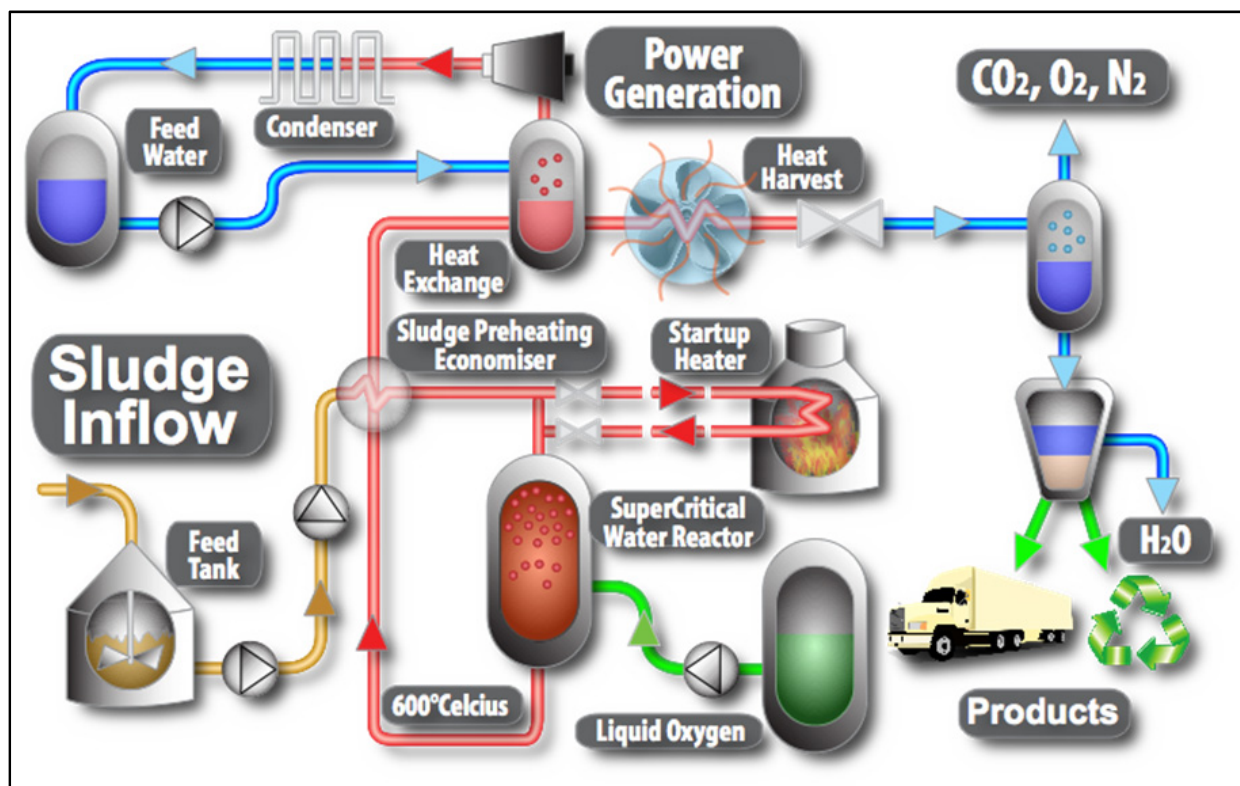 Power
Generation
CO₂, O₂, N₂
Feed
Water
Condenser
Heat
Harvest
Heat
Exchange
Sludge Preheating
Economiser
Startup
Heater
Sludge
Inflow
SuperCritical
Water Reactor
Feed
Tank
H₂O
600°Celcius
Liquid Oxygen
Products